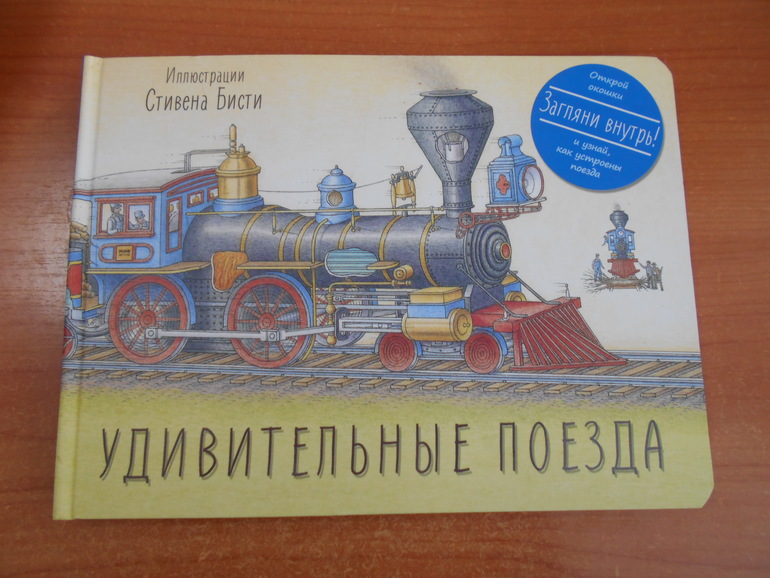 Иллюстрации
Стивена Бисти
Открой
окошки
Загляни внутрь!
и узнай,
как устроены
поезда
УДИВИТЕЛЬНЫЕ ПОЕЗДА